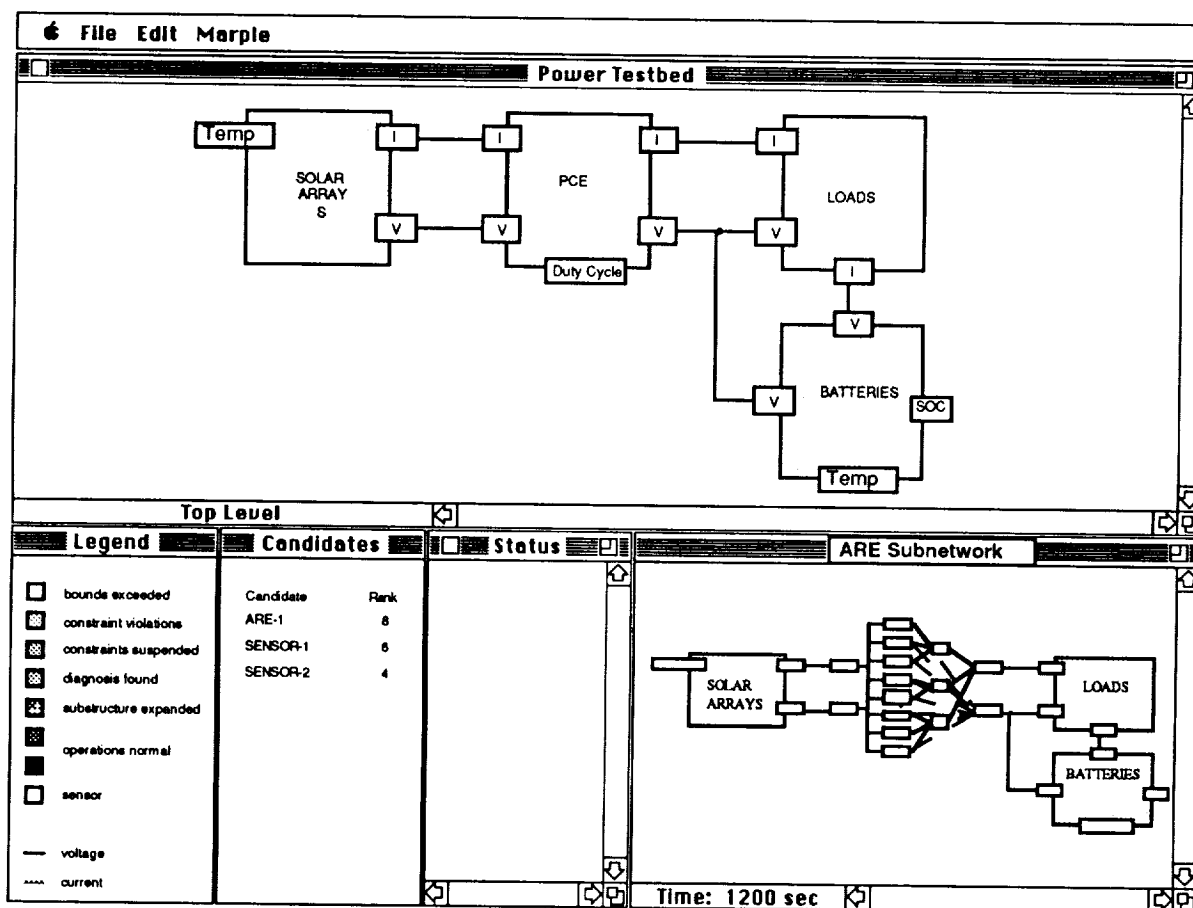 File Edit Marple
Power Testbed
Temp
I
I
I
I
SOLAR
ARRAY
S
PCE
LOADS
V
V
V
V
Duty Cycle
I
V
BATTERIES
V
SOC
Temp
Top Level
Legend
bounds exceeded
constraint violations
constraints suspended
diagnosis found
substructure expanded
operations normal
sensor
voltage
current
Candidates
Candidate Rank
ARE-1 8
SENSOR-1 6
SENSOR-2 4
Status
ARE Subnetwork
SOLAR
ARRAYS
LOADS
BATTERIES
Time: 1200 sec